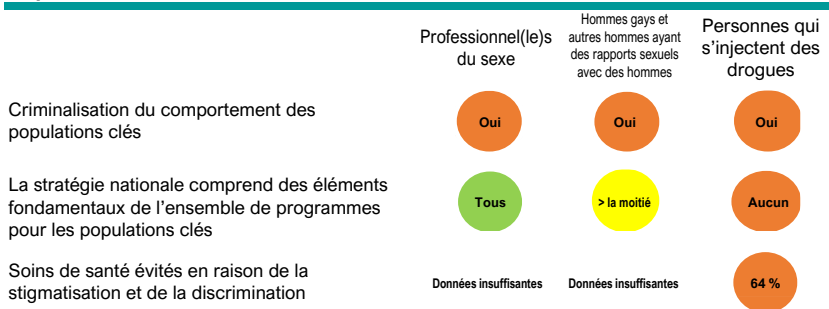 Professionnel(le)s
du sexe
Hommes gays et
autres hommes ayant
des rapports sexuels
avec des hommes
Personnes qui
s'injectent des
drogues
Criminalisation du comportement des
populations clés
Oui
Oui
Oui
La stratégie nationale comprend des éléments
fondamentaux de l'ensemble de programmes
pour les populations clés
Tous
> la moitié
Aucun
Soins de santé évités en raison de la
stigmatisation et de la discrimination
Données insuffisantes
Données insuffisantes
64 %